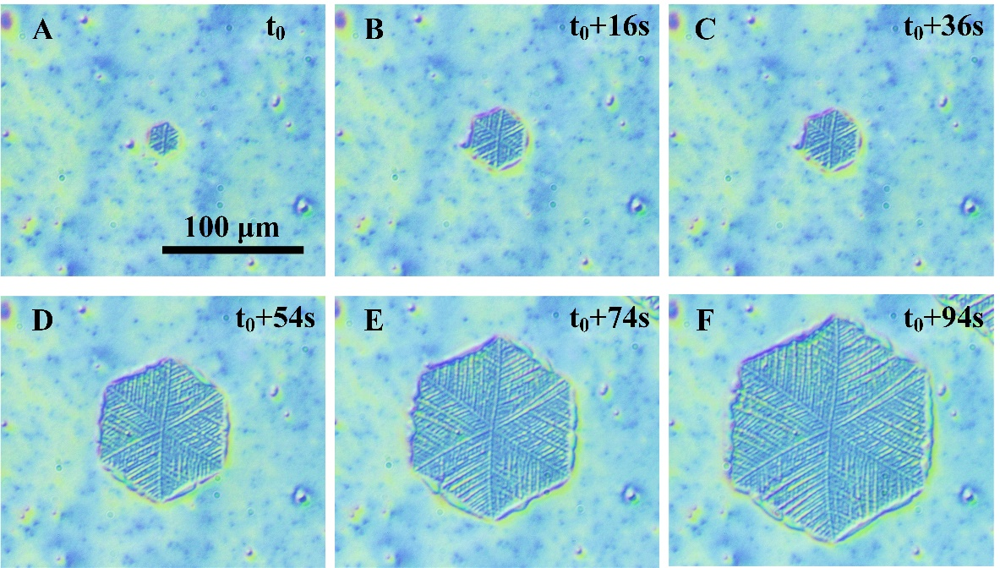 A t₀
B t₀+16s
C t₀+36s
100 μm
D t₀+54s
E t₀+74s
F t₀+94s